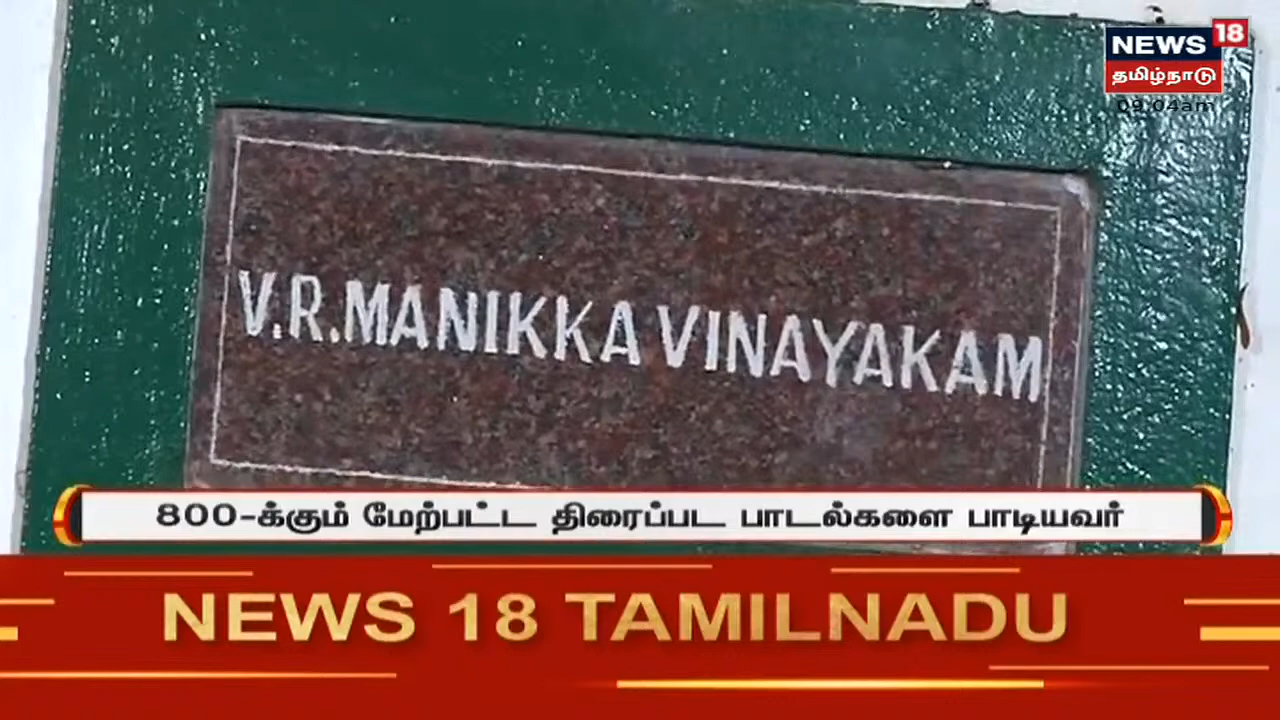 NEWS 18
தமிழ்நாடு
09:04am
V.R.MANIKKA VINAYAKAM
800-க்கும் மேற்பட்ட திரைப்பட பாடல்களை பாடியவர்
NEWS 18 TAMILNADU